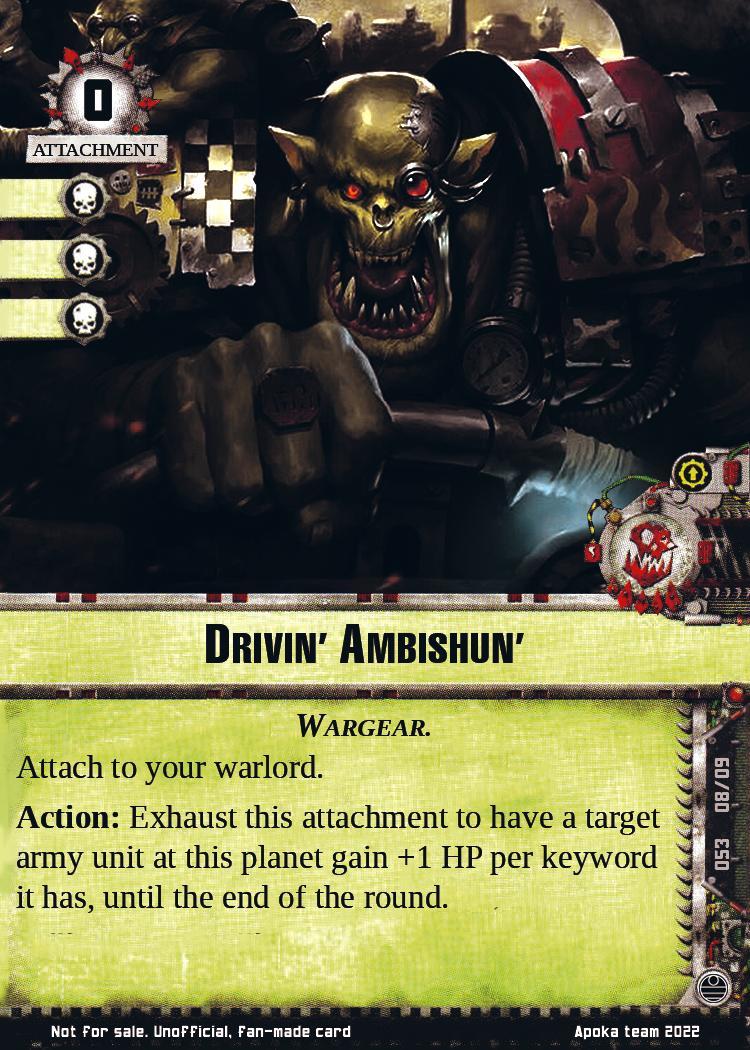 0
ATTACHMENT
DRIVIN' AMBISHUN'
WARGEAR.
Attach to your warlord.
Action: Exhaust this attachment to have a target
army unit at this planet gain +1 HP per keyword
it has, until the end of the round.
053 08/09
Not for sale. Unofficial, fan-made card
Apoka team 2022